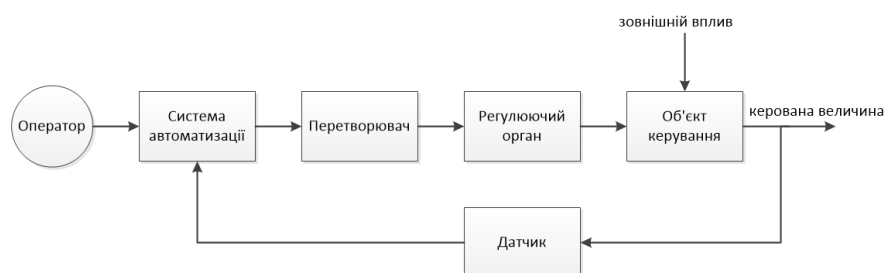 зовнішній вплив
Оператор
Система
автоматизації
Перетворювач
Регулюючий
орган
Об'єкт
керування
керована величина
Датчик